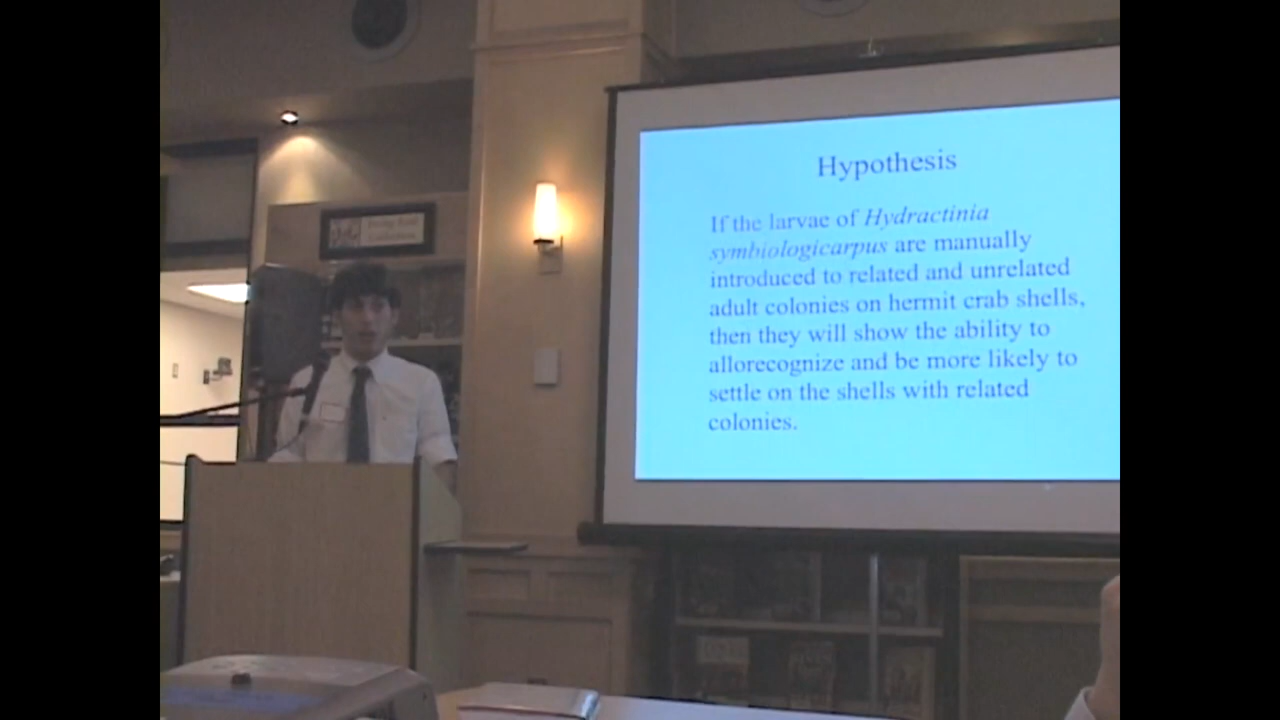 Hypothesis
If the larvae of Hydractinia
symbiologicarpus are manually
introduced to related and unrelated
adult colonies on hermit crab shells,
then they will show the ability to
allorecognize and be more likely to
settle on the shells with related
colonies.